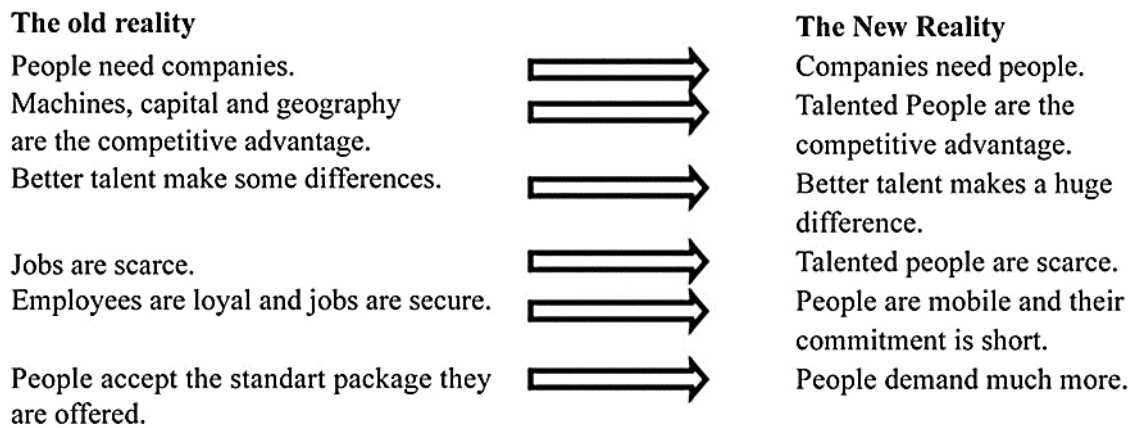 The old reality
People need companies.
Machines, capital and geography
are the competitive advantage.
Better talent make some differences.
Jobs are scarce.
Employees are loyal and jobs are secure.
People accept the standart package they
are offered.
The New Reality
Companies need people.
Talented People are the
competitive advantage.
Better talent makes a huge
difference.
Talented people are scarce.
People are mobile and their
commitment is short.
People demand much more.